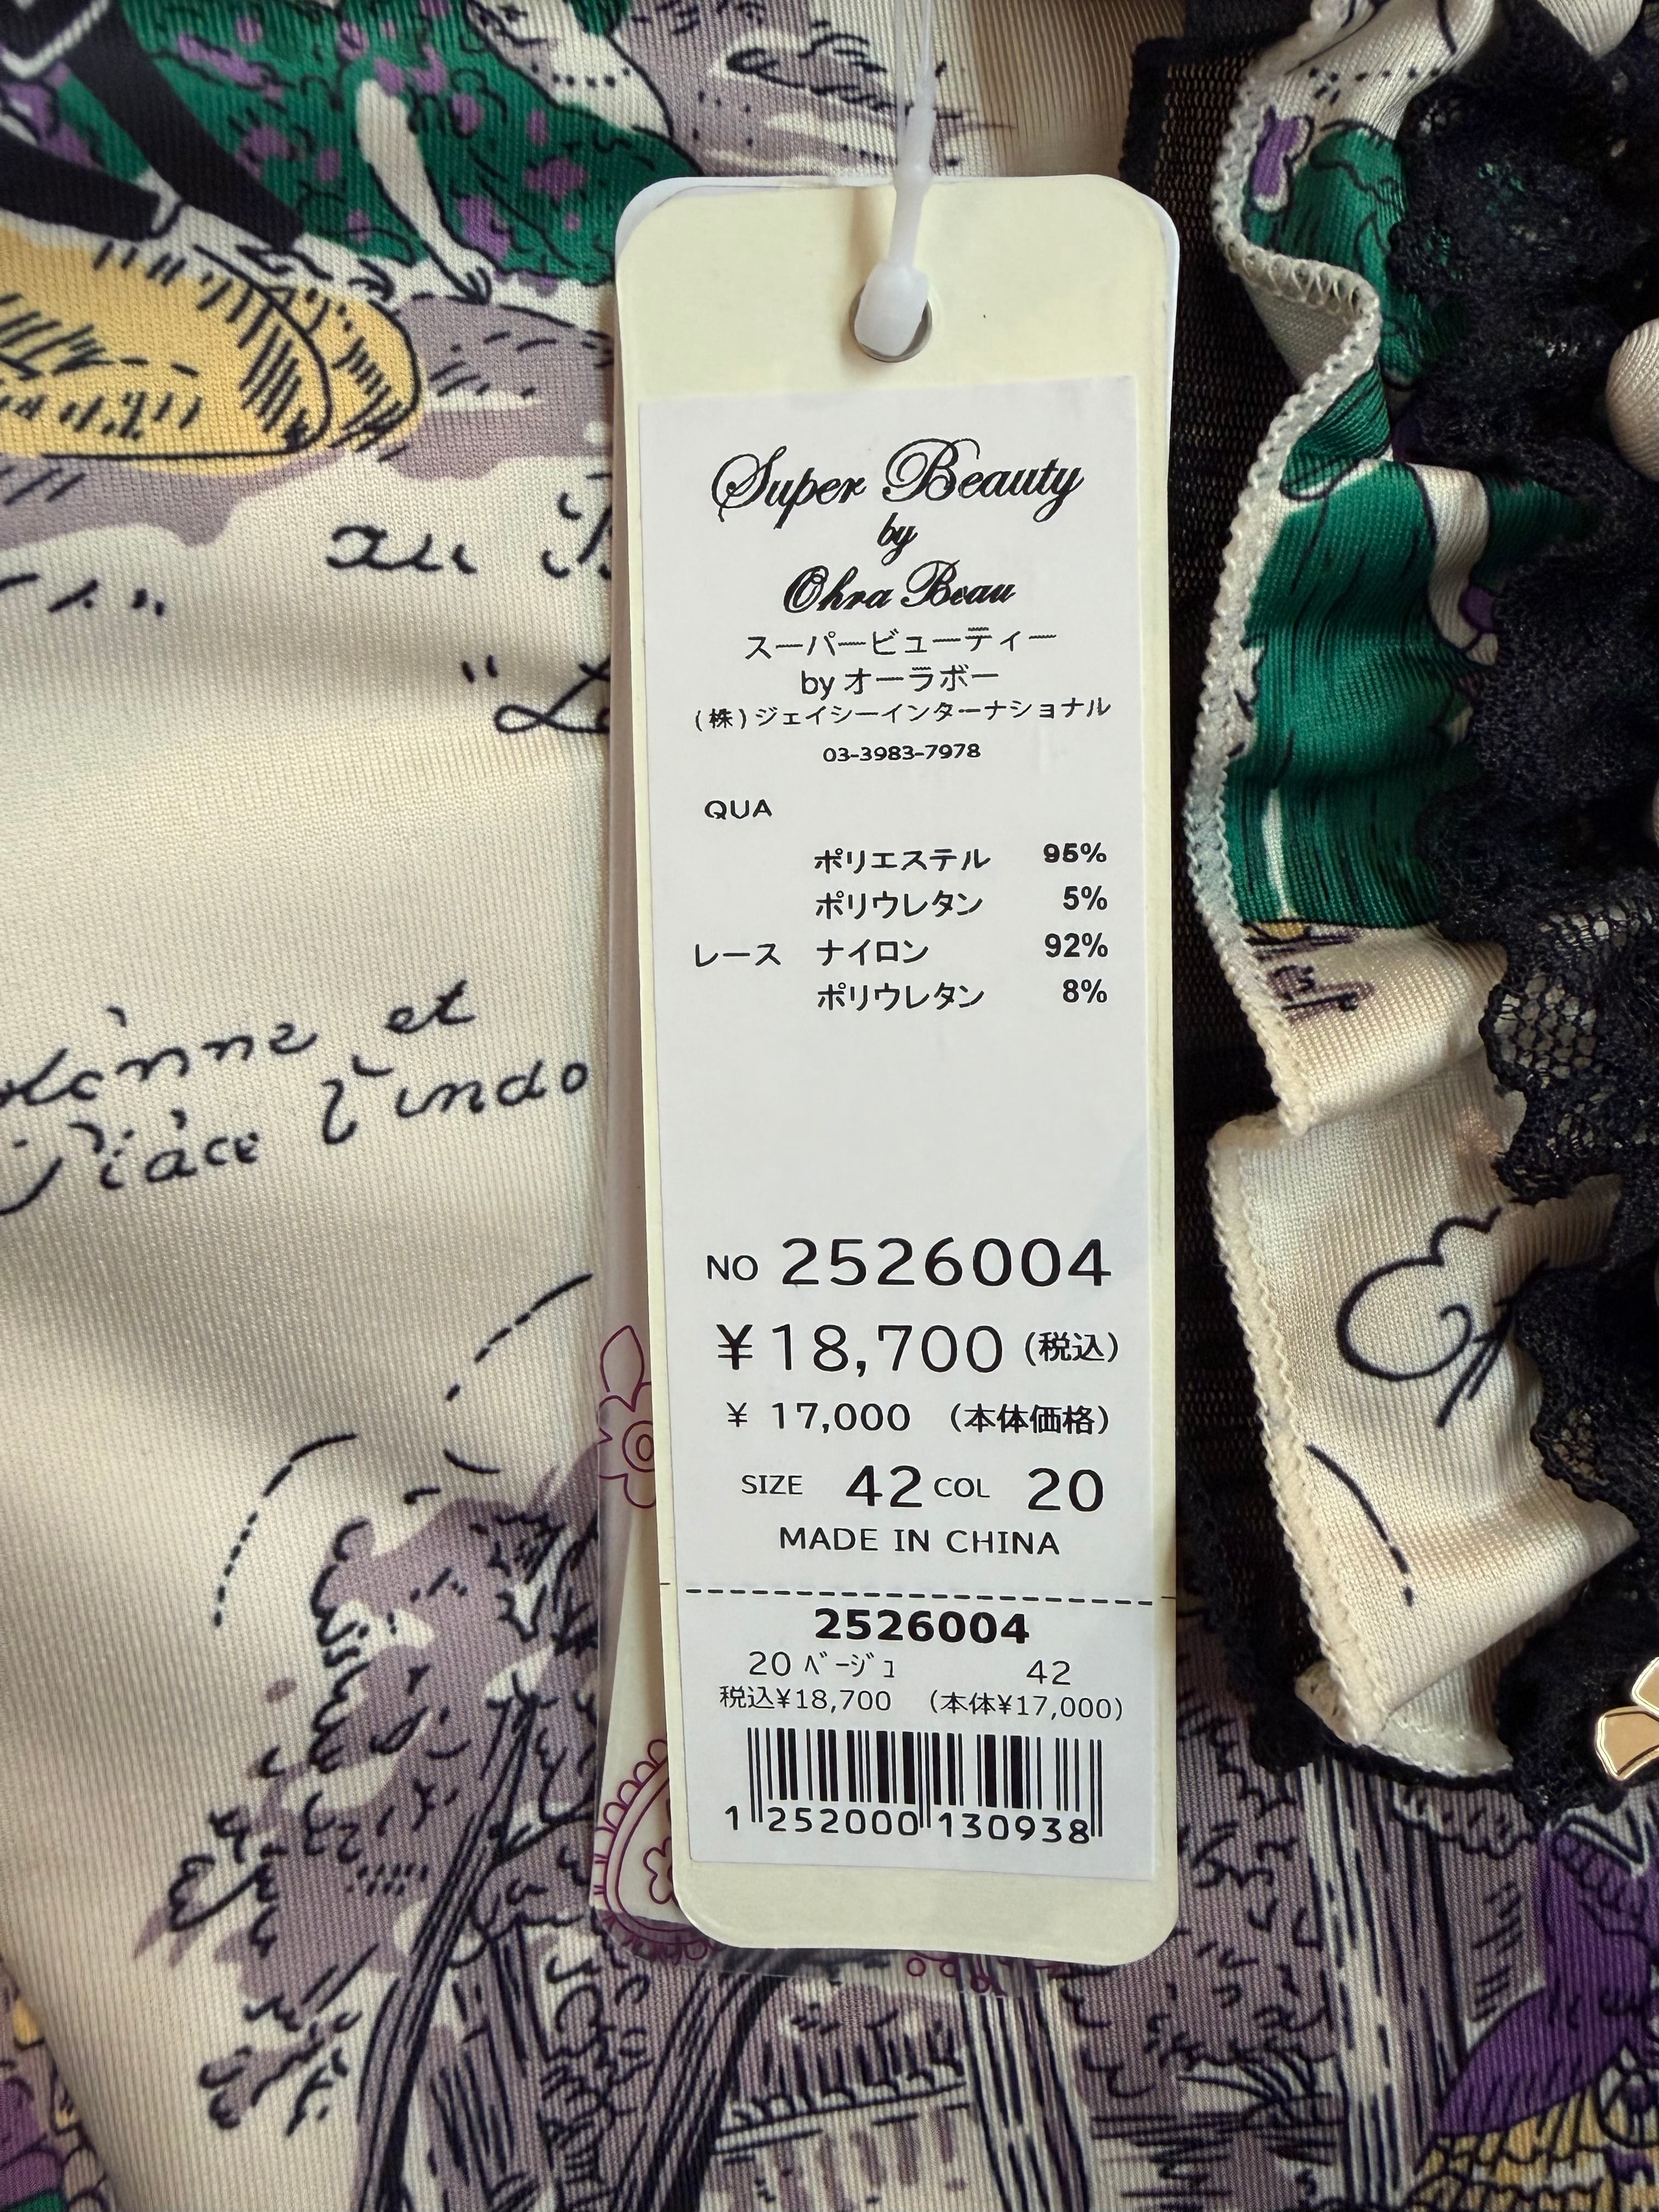 Super Beauty
by
Ohra Beau
スーパービューティー
by オーラボー
(株)ジェイシーインターナショナル
03-3983-7978
QUA
ポリエステル 95%
ポリウレタン 5%
レース ナイロン 92%
ポリウレタン 8%
NO 2526004
¥18,700 (税込)
¥ 17,000 (本体価格)
SIZE 42 COL 20
MADE IN CHINA
2526004
20 ﾍﾞｰｼﾞｭ 42
税込¥18,700 (本体¥17,000)
1 252000 130938
au
et
l'indo